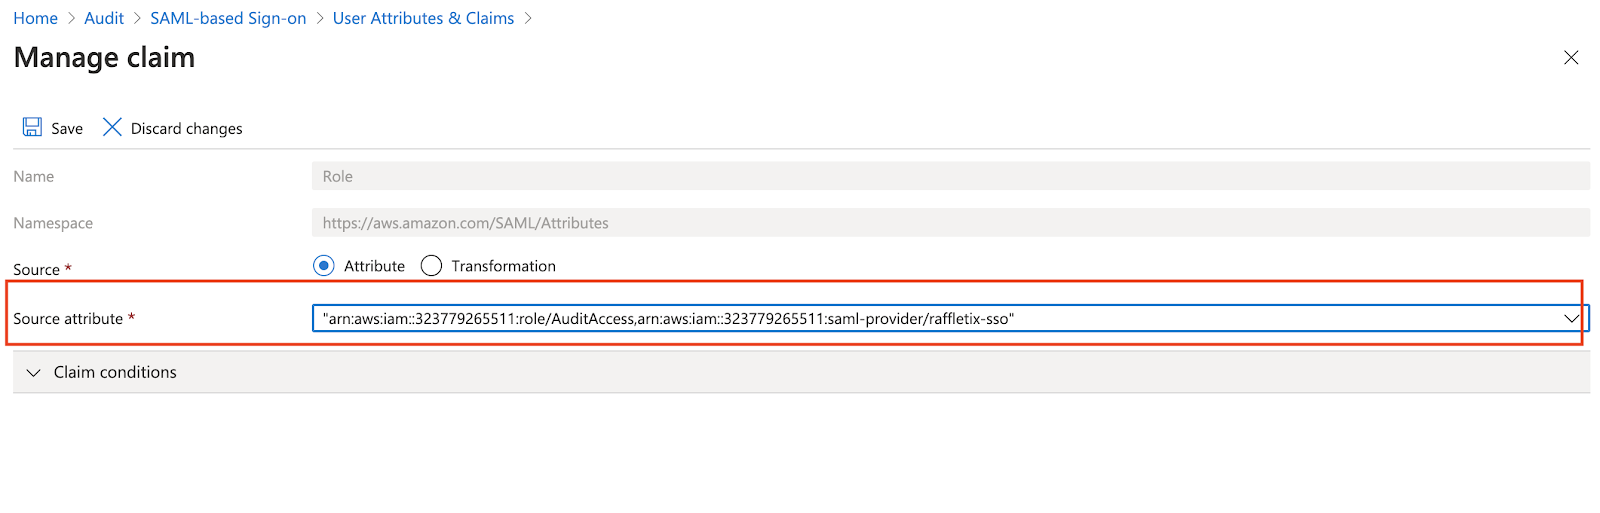 Home > Audit > SAML-based Sign-on > User Attributes & Claims >
Manage claim
Save Discard changes
Name Role
Namespace https://aws.amazon.com/SAML/Attributes
Source * Attribute Transformation
Source attribute * "arn:aws:iam::323779265511:role/AuditAccess,arn:aws:iam::323779265511:saml-provider/raffletix-sso"
Claim conditions